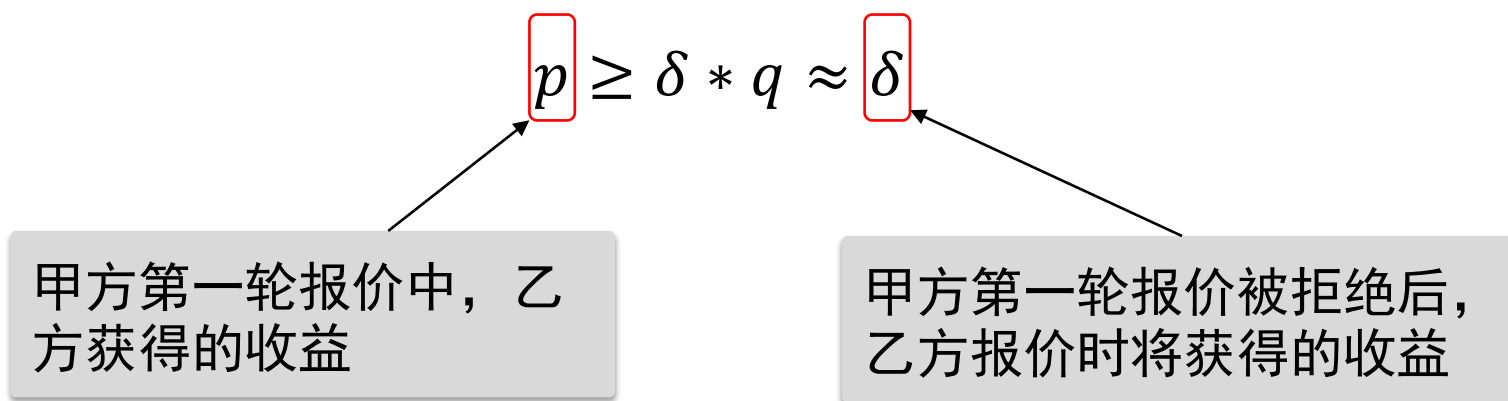 p ≥ δ * q ≈ δ
甲方第一轮报价中，乙
方获得的收益
甲方第一轮报价被拒绝后，
乙方报价时将获得的收益